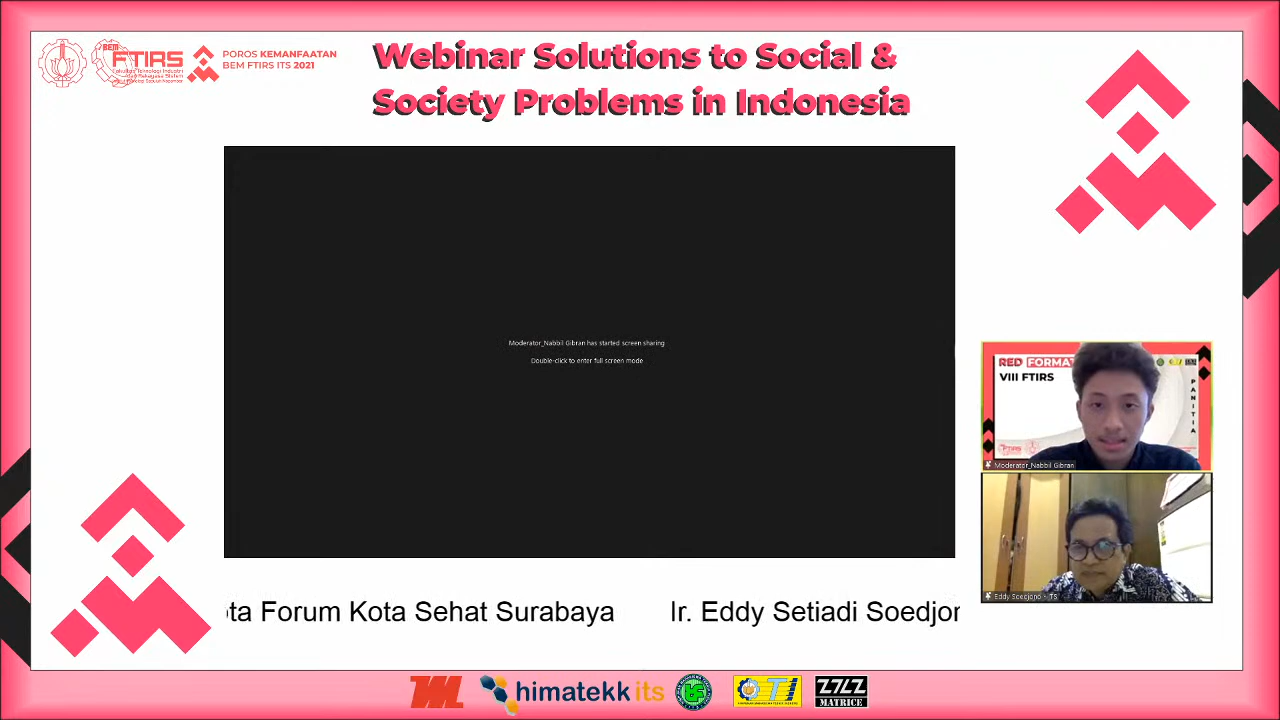 BEM
FTIRS
POROS KEMANFAATAN
BEM FTIRS ITS 2021
Webinar Solutions to Social &
Society Problems in Indonesia
Moderator_Nabbil Gibran has started screen sharing
Double-click to enter full screen mode
RED FORMAT
VIII FTIRS
PANITIA
Moderator_Nabbil Gibran
Eddy Soedjono - ITS
ta Forum Kota Sehat Surabaya
Ir. Eddy Setiadi Soedjon
himatekk its
MATRICE